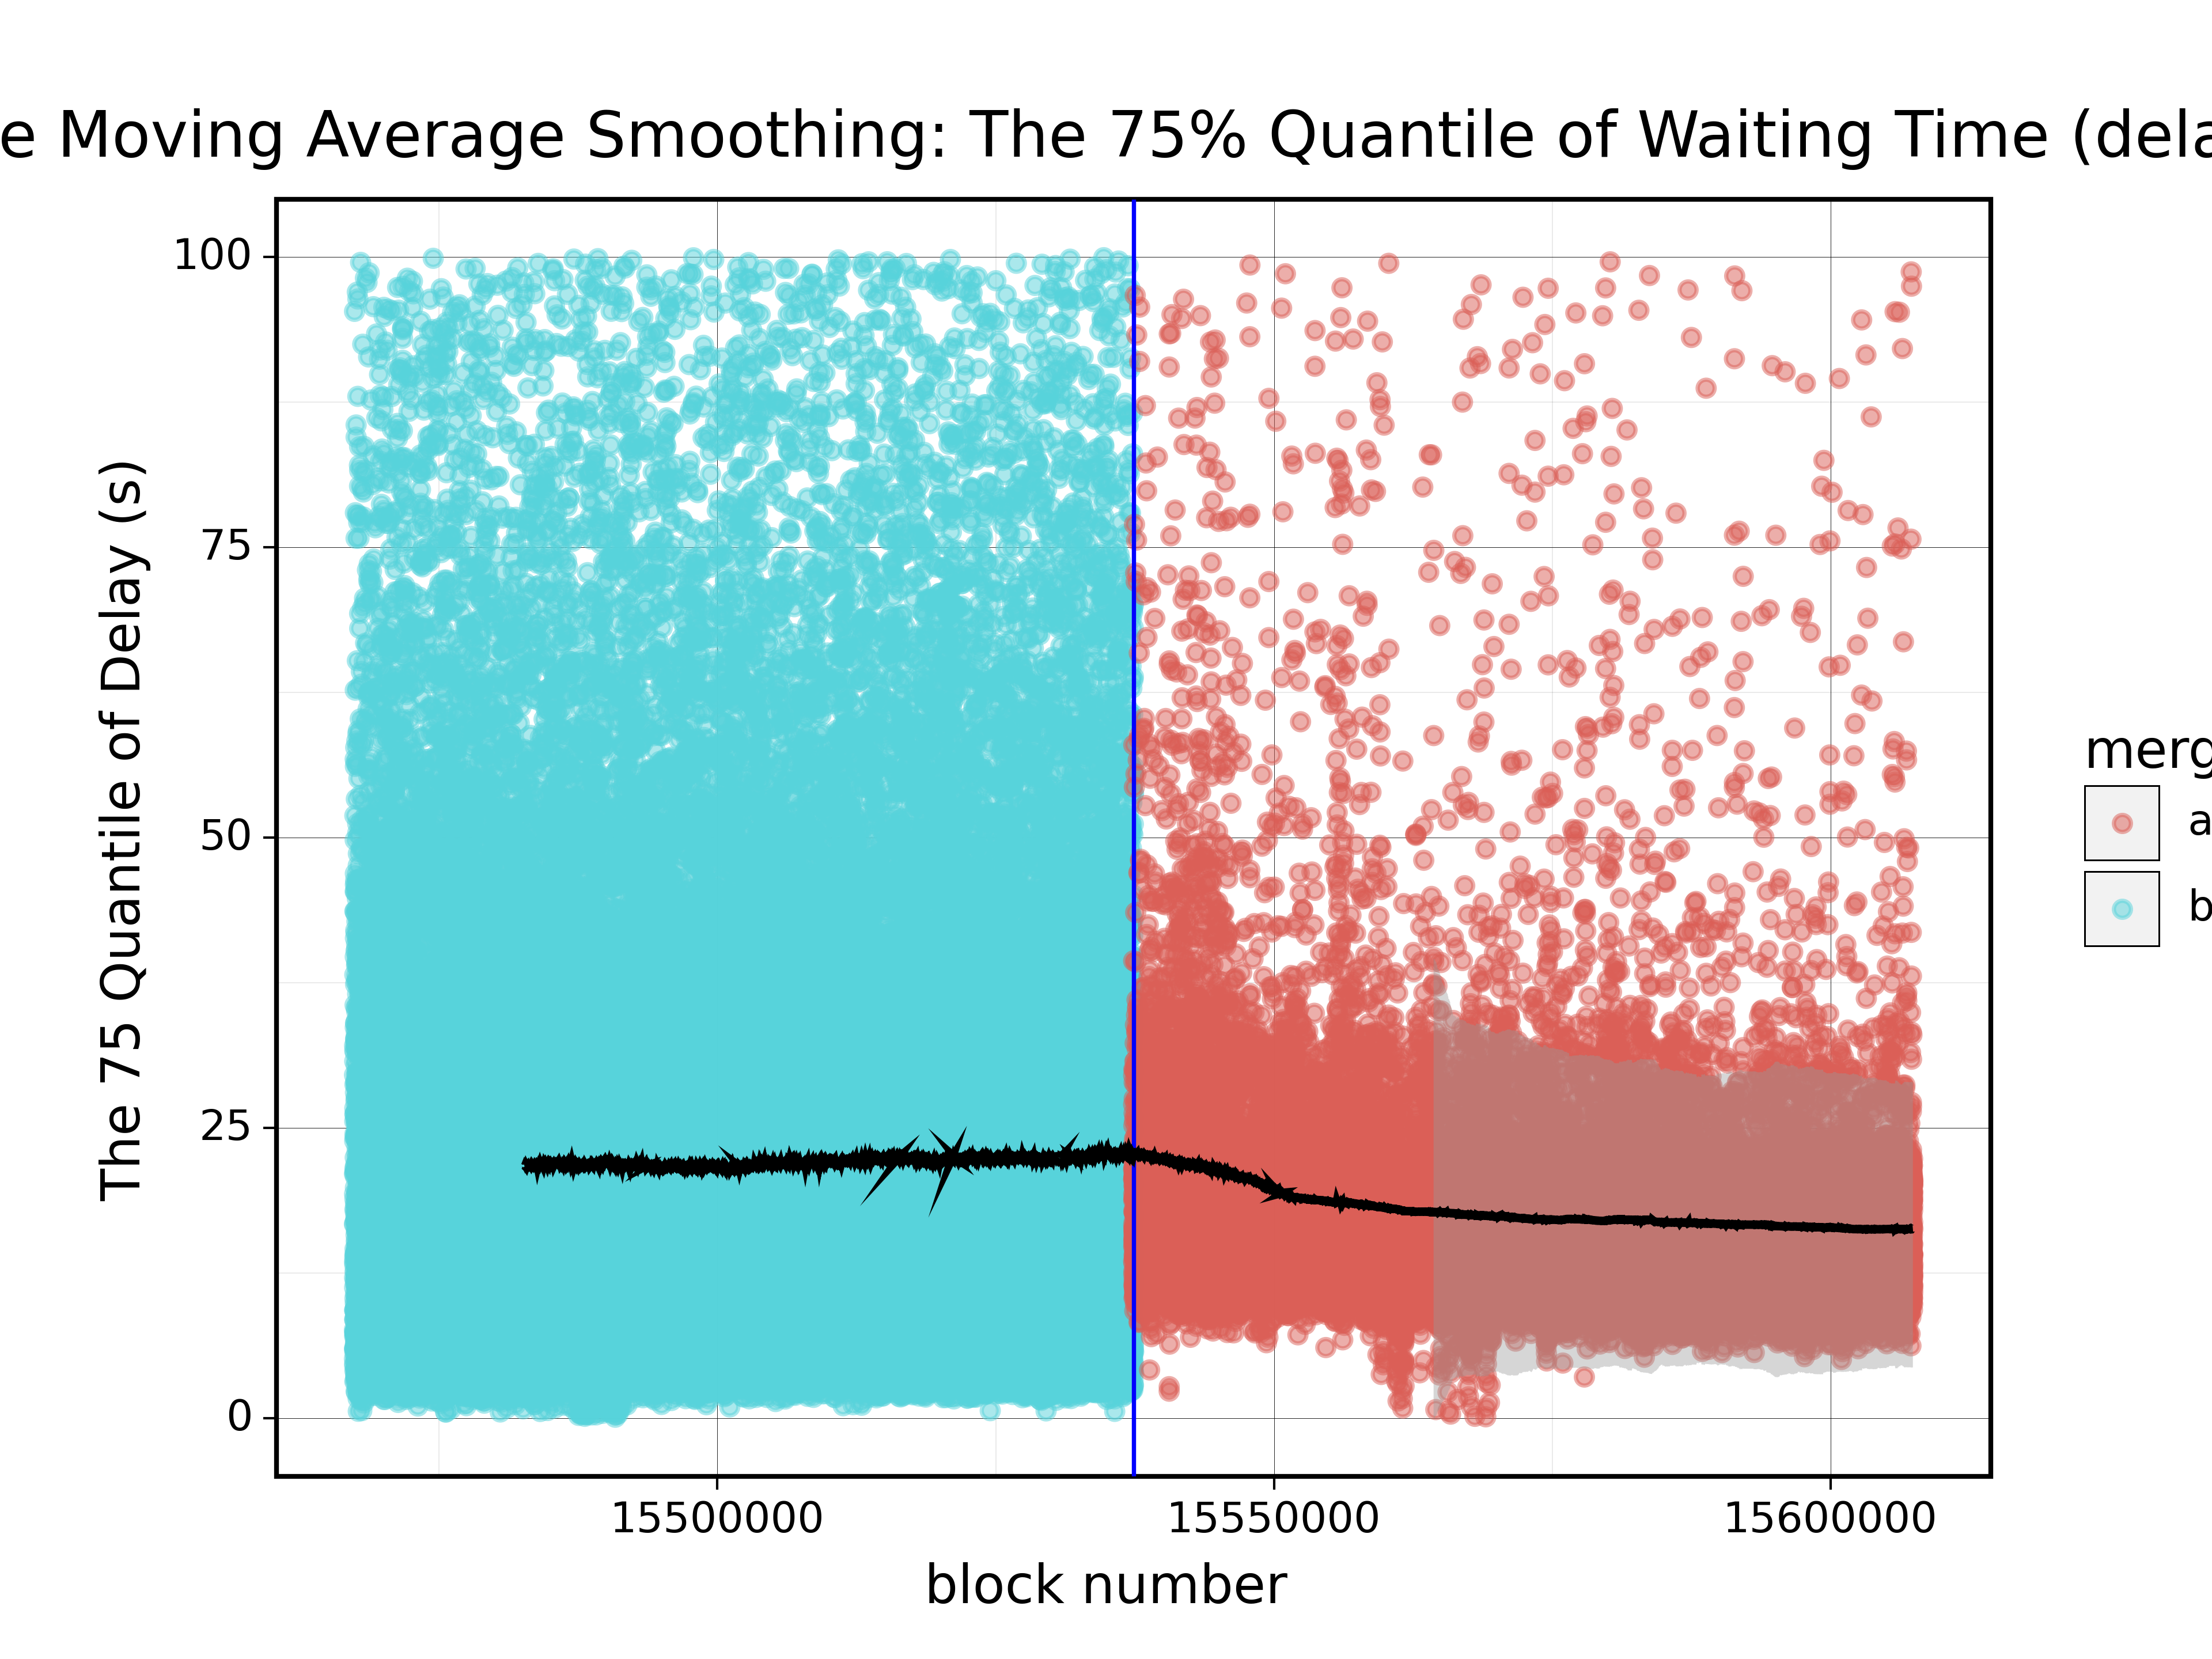 e Moving Average Smoothing: The 75% Quantile of Waiting Time (dela
The 75 Quantile of Delay (s)
100
75
50
25
0
15500000
15550000
15600000
block number
merg
a
b